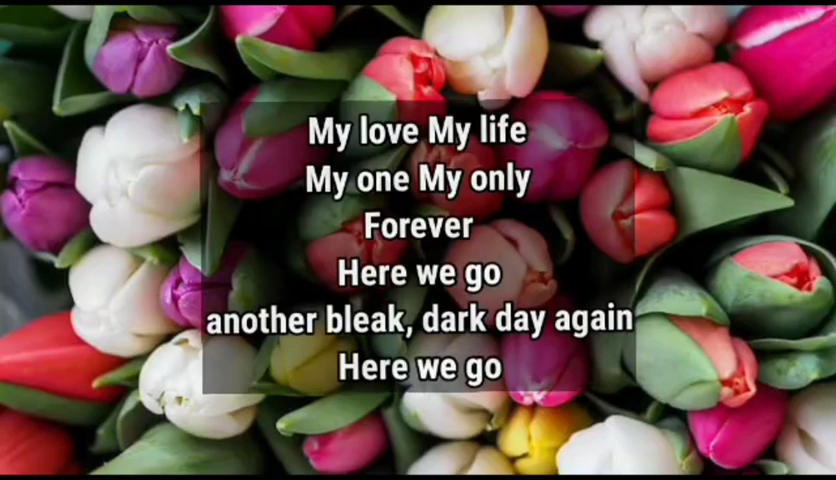 My love My life
My one My only
Forever
Here we go
another bleak, dark day again
Here we go